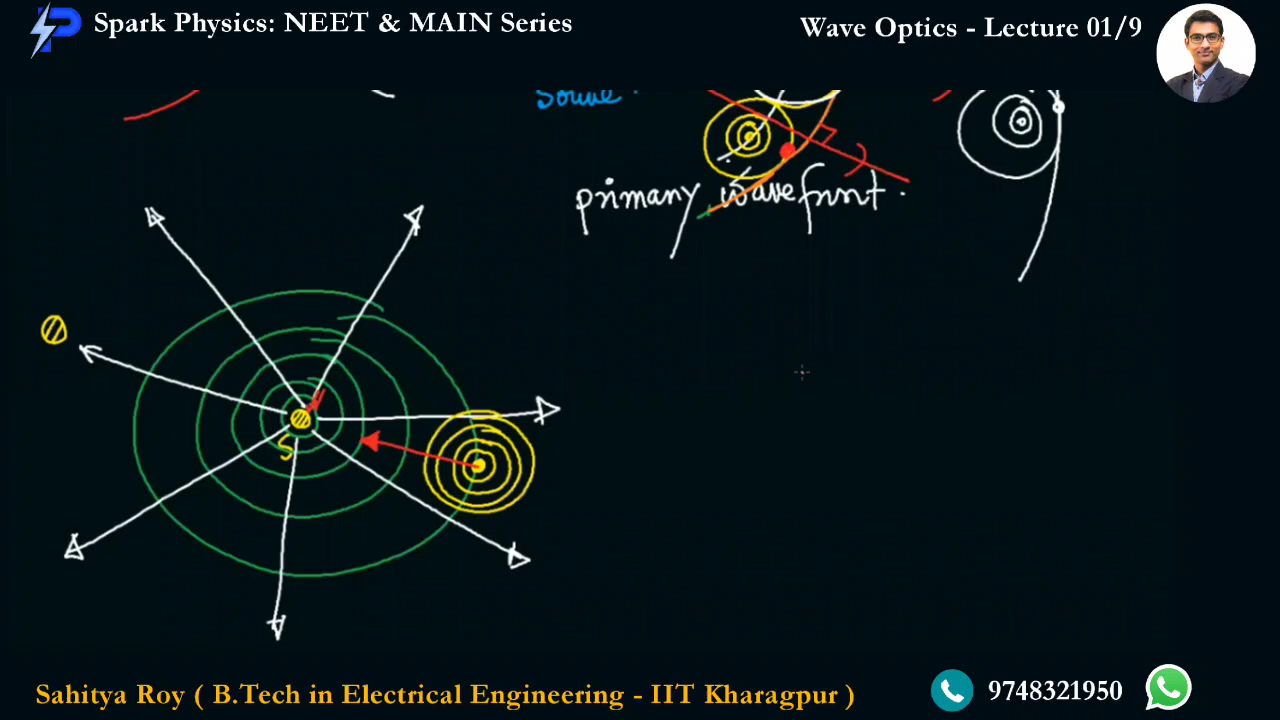 Spark Physics: NEET & MAIN Series
Wave Optics - Lecture 01/9
primary wavefront.
S
Sahitya Roy ( B.Tech in Electrical Engineering - IIT Kharagpur )
9748321950